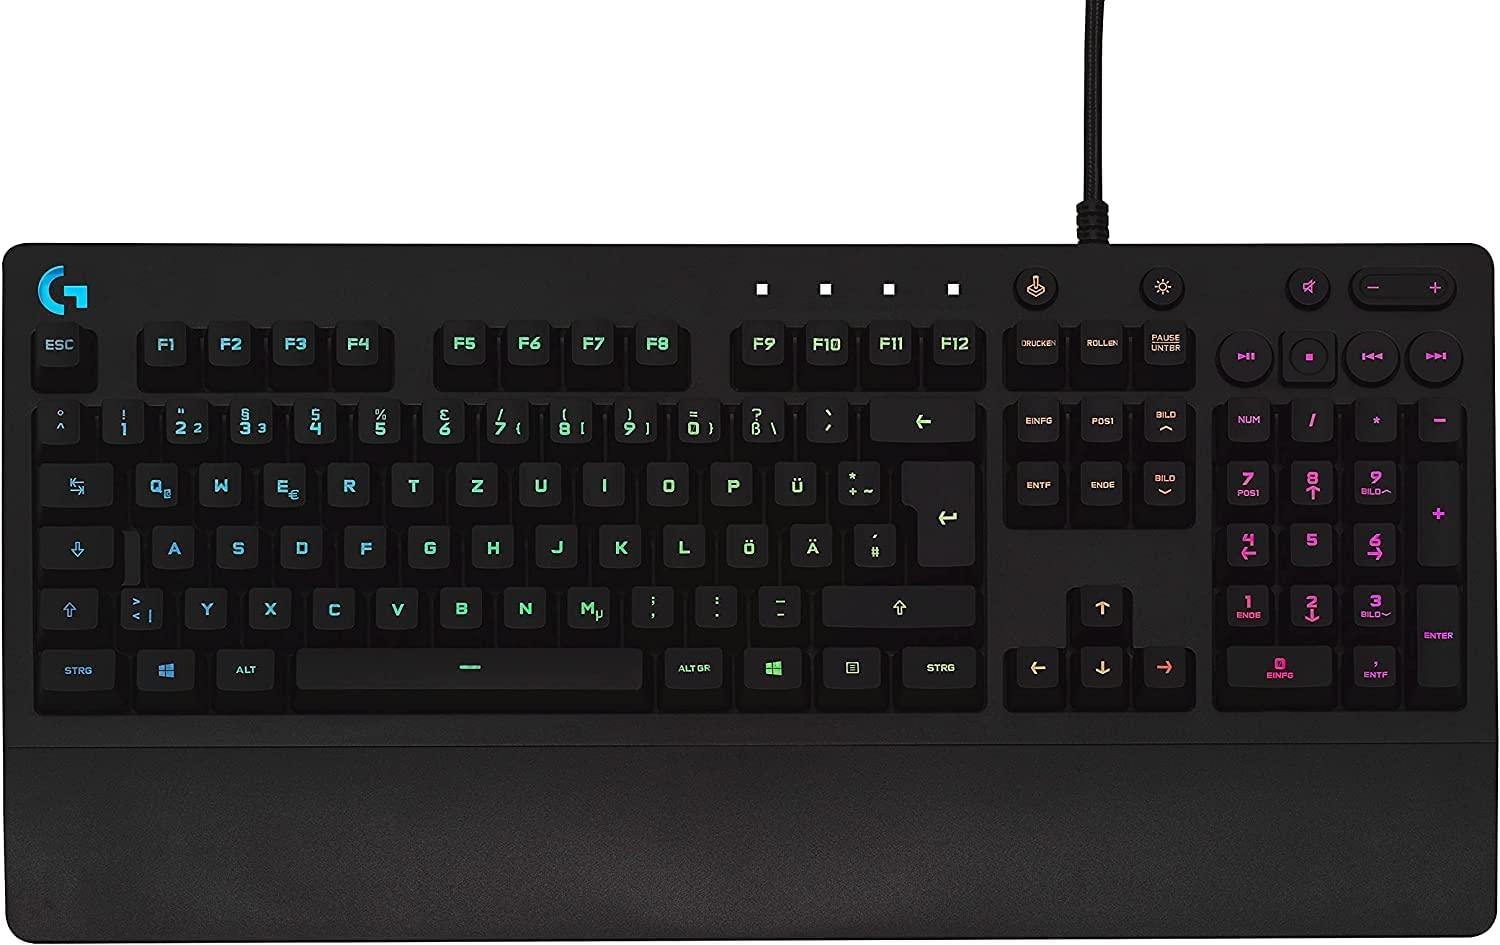 G
ESC F1 F2 F3 F4 F5 F6 F7 F8 F9 F10 F11 F12 DRUCKEN ROLLEN PAUSE
UNTBR
° ^ ! 1 " 2 2 § 3 3 $ 4 % 5 & 6 / 7 { ( 8 [ ) 9 ] = 0 } ? ß \ ` ´ ← EINFG POS1 BILD NUM / * −
Q @ W E € R T Z U I O P Ü * + ~ ↵ ENTF ENDE BILD 7 POS1 8 ↑ 9 BILD +
A S D F G H J K L Ö Ä ' # 4 ← 5 6 →
⇧ > < | Y X C V B N M µ ; , : . _ - ⇧ ↑ 1 ENDE 2 ↓ 3 BILD ENTER
STRG ALT ALT GR STRG ← ↓ → 0 EINFG , ENTF